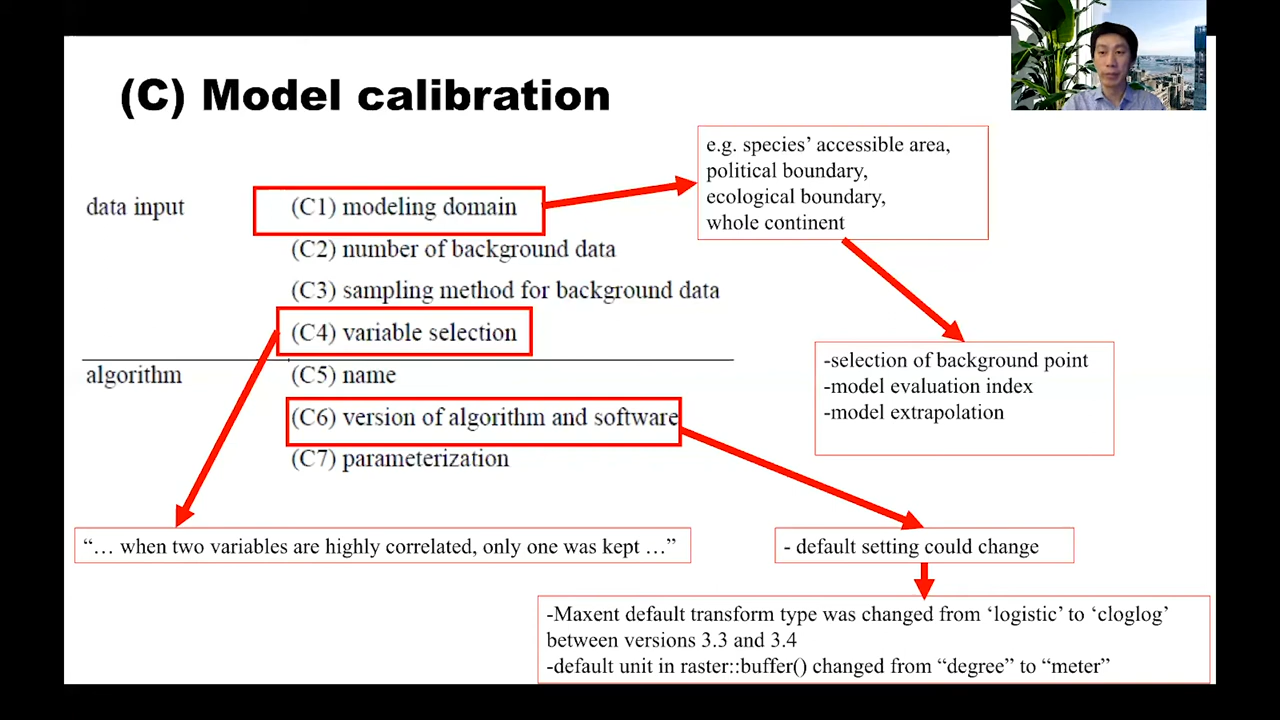 (C) Model calibration
e.g. species’ accessible area,
political boundary,
ecological boundary,
whole continent
data input
(C1) modeling domain
(C2) number of background data
(C3) sampling method for background data
(C4) variable selection
-selection of background point
-model evaluation index
-model extrapolation
algorithm
(C5) name
(C6) version of algorithm and software
(C7) parameterization
“… when two variables are highly correlated, only one was kept …”
- default setting could change
-Maxent default transform type was changed from ‘logistic’ to ‘cloglog’
between versions 3.3 and 3.4
-default unit in raster::buffer() changed from “degree” to “meter”